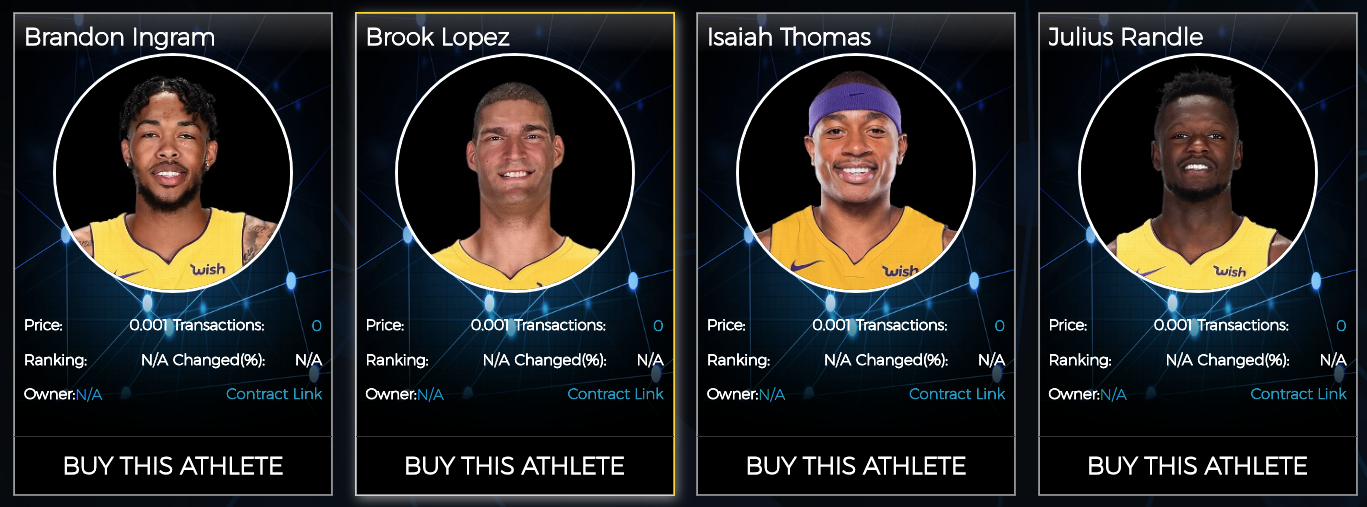 Brandon Ingram
wish
Price: 0.001 Transactions: 0
Ranking: N/A Changed(%): N/A
Owner:N/A Contract Link
BUY THIS ATHLETE
Brook Lopez
Price: 0.001 Transactions: 0
Ranking: N/A Changed(%): N/A
Owner:N/A Contract Link
BUY THIS ATHLETE
Isaiah Thomas
wish
Price: 0.001 Transactions: 0
Ranking: N/A Changed(%): N/A
Owner:N/A Contract Link
BUY THIS ATHLETE
Julius Randle
wish
Price: 0.001 Transactions: 0
Ranking: N/A Changed(%): N/A
Owner:N/A Contract Link
BUY THIS ATHLETE